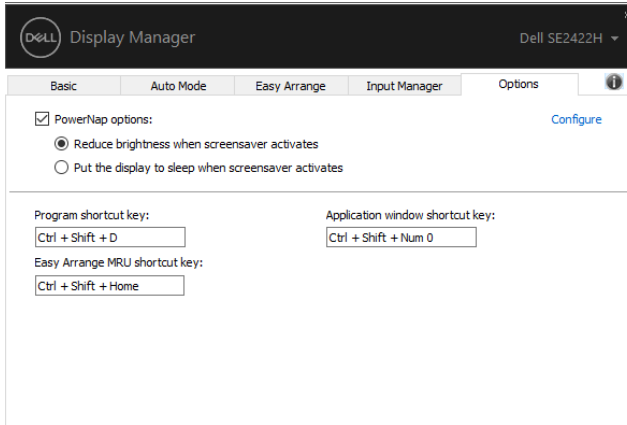 DELL Display Manager
Dell SE2422H
Basic Auto Mode Easy Arrange Input Manager Options
PowerNap options:
Configure
Reduce brightness when screensaver activates
Put the display to sleep when screensaver activates
Program shortcut key:
Application window shortcut key:
Ctrl + Shift + D
Ctrl + Shift + Num 0
Easy Arrange MRU shortcut key:
Ctrl + Shift + Home